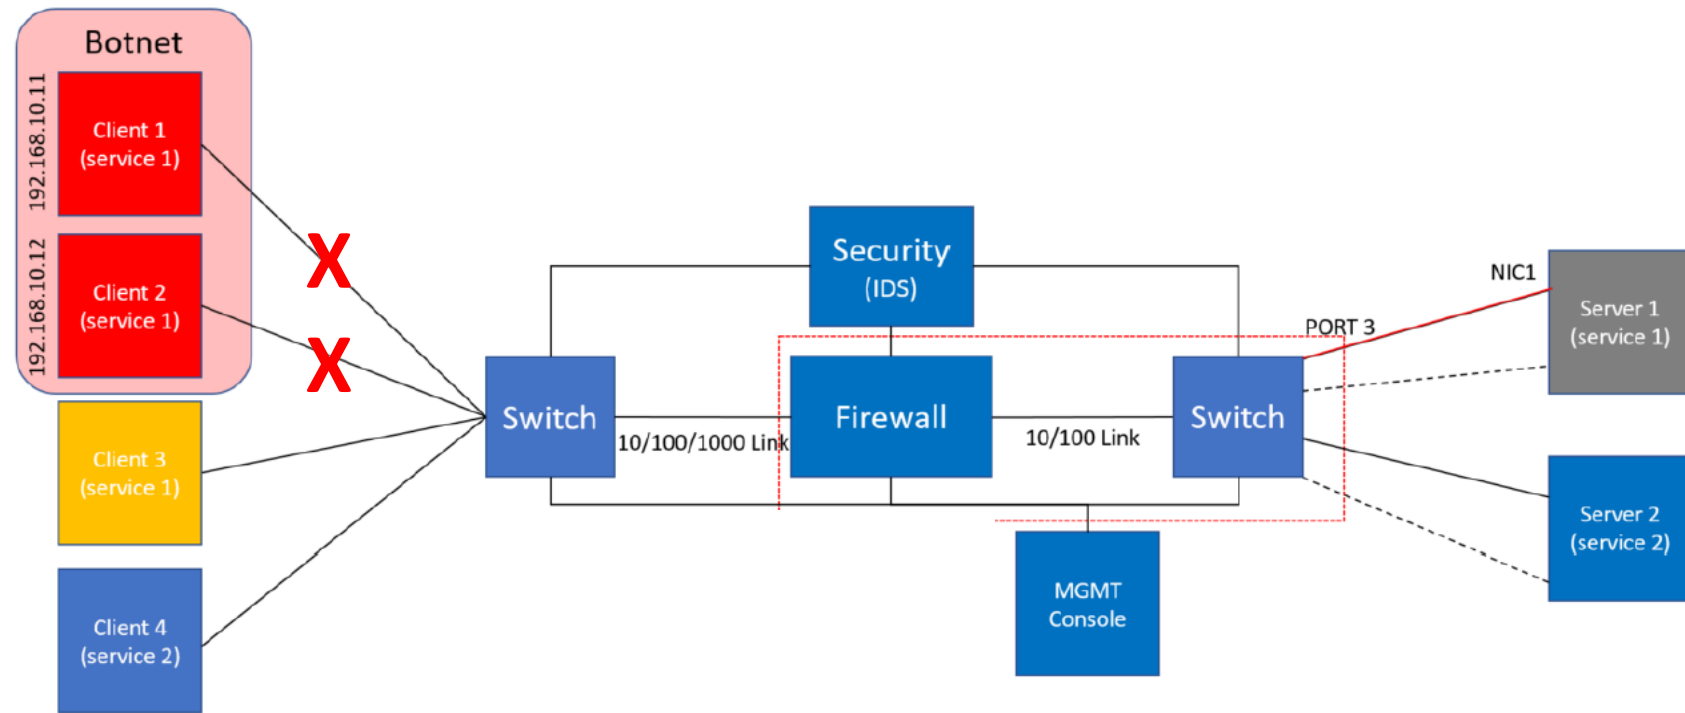 Botnet
192.168.10.11
Client 1
(service 1)
X
192.168.10.12
Client 2
(service 1)
X
Client 3
(service 1)
Client 4
(service 2)
Switch
10/100/1000 Link
Security
(IDS)
Firewall
10/100 Link
MGMT
Console
Switch
PORT 3
NIC1
Server 1
(service 1)
Server 2
(service 2)